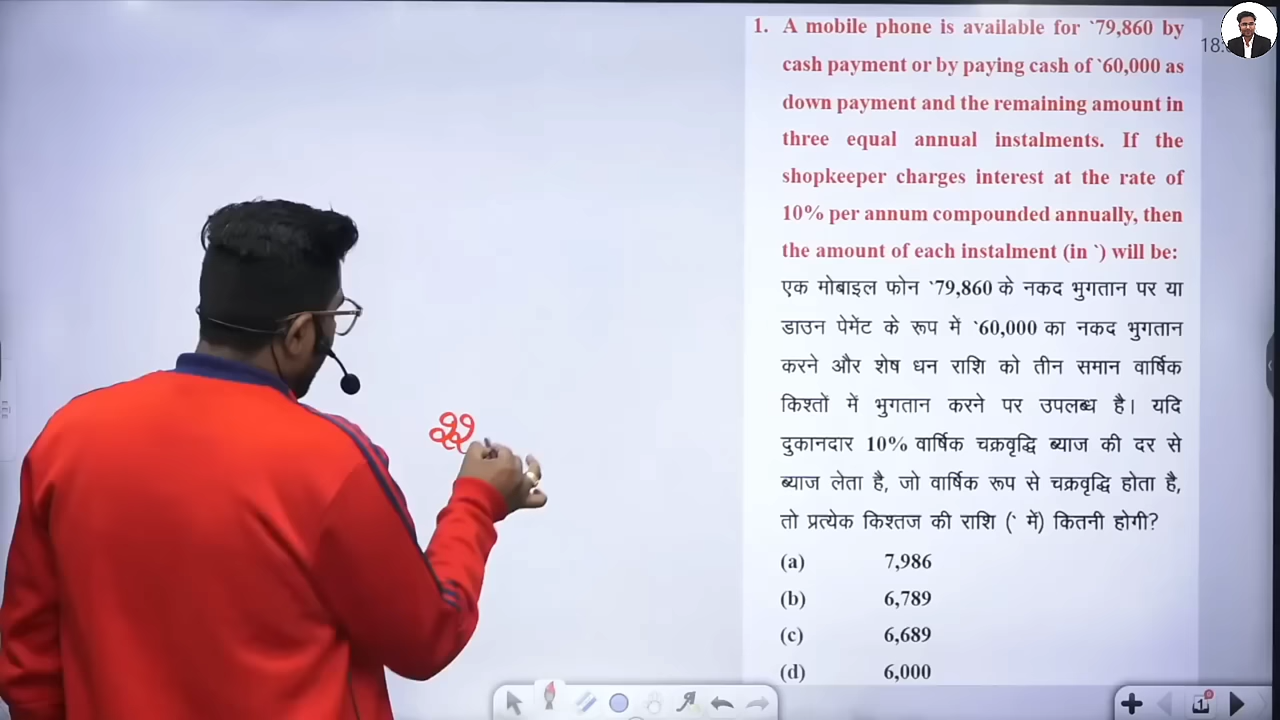 1. A mobile phone is available for `79,860 by
cash payment or by paying cash of `60,000 as
down payment and the remaining amount in
three equal annual instalments. If the
shopkeeper charges interest at the rate of
10% per annum compounded annually, then
the amount of each instalment (in `) will be:
एक मोबाइल फोन `79,860 के नकद भुगतान पर या
डाउन पेमेंट के रूप में `60,000 का नकद भुगतान
करने और शेष धन राशि को तीन समान वार्षिक
किश्तों में भुगतान करने पर उपलब्ध है। यदि
दुकानदार 10% वार्षिक चक्रवृद्धि ब्याज की दर से
ब्याज लेता है, जो वार्षिक रूप से चक्रवृद्धि होता है,
तो प्रत्येक किश्तज की राशि (` में) कितनी होगी?
(a) 7,986
(b) 6,789
(c) 6,689
(d) 6,000
1